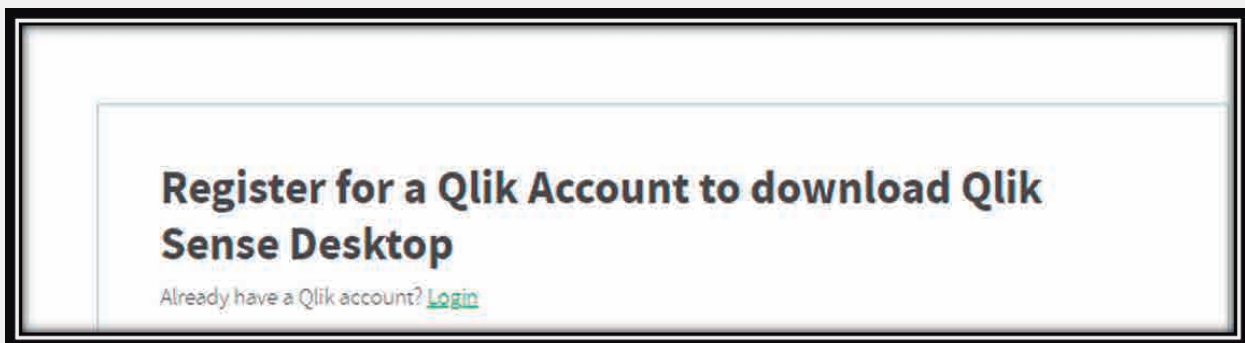 Register for a Qlik Account to download Qlik
Sense Desktop
Already have a Qlik account? Login